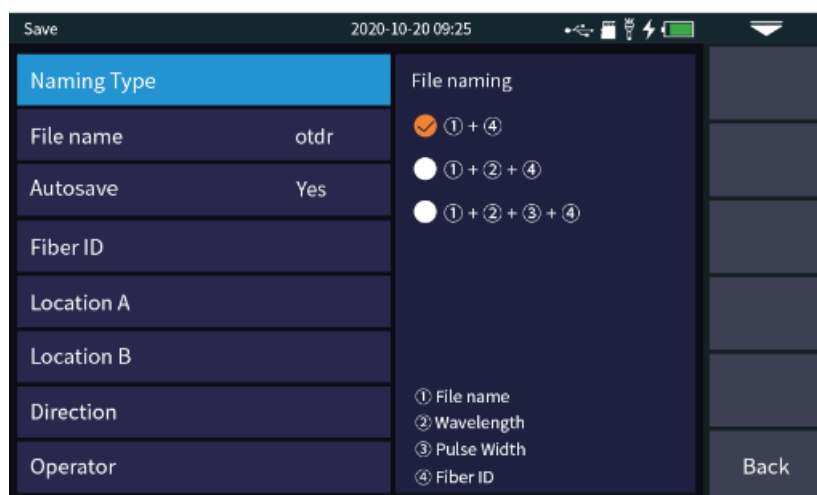 Save 2020-10-20 09:25
Naming Type
File name otdr
Autosave Yes
Fiber ID
Location A
Location B
Direction
Operator
File naming
① + ④
① + ② + ④
① + ② + ③ + ④
① File name
② Wavelength
③ Pulse Width
④ Fiber ID
Back